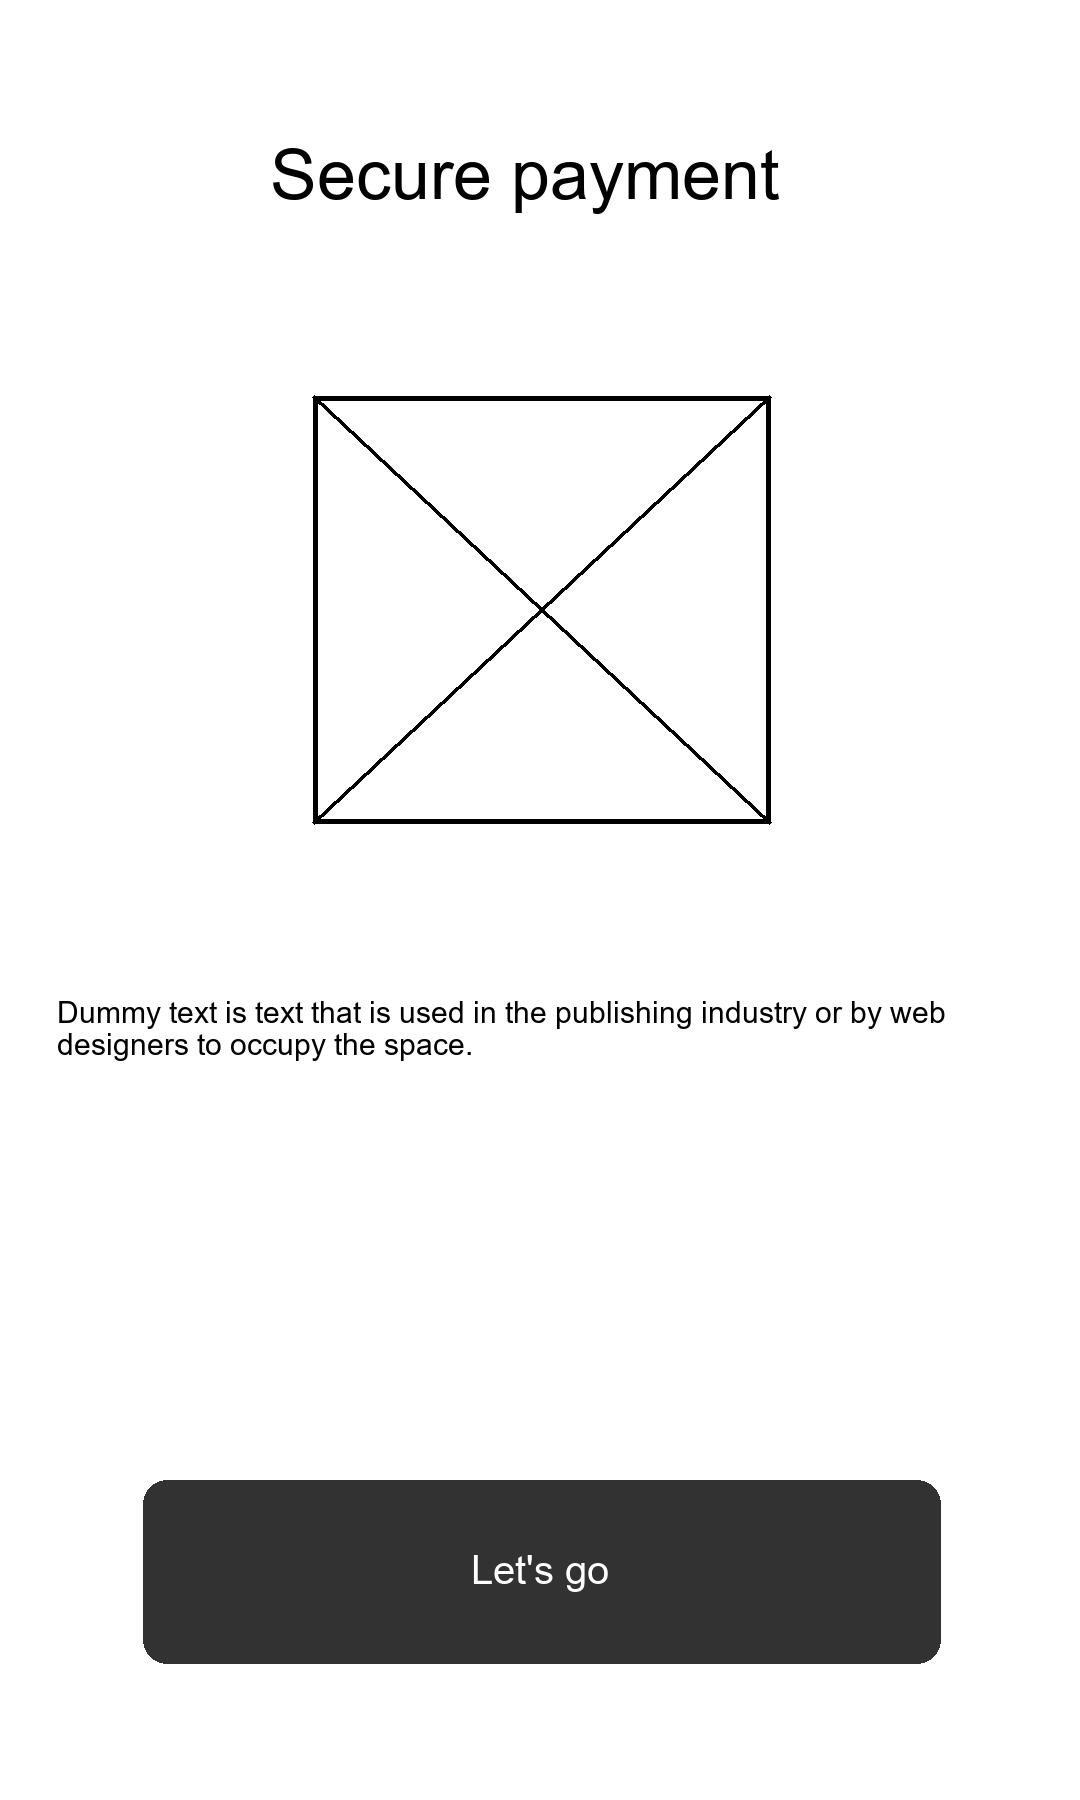 Secure payment
Dummy text is text that is used in the publishing industry or by web
designers to occupy the space.
Let's go